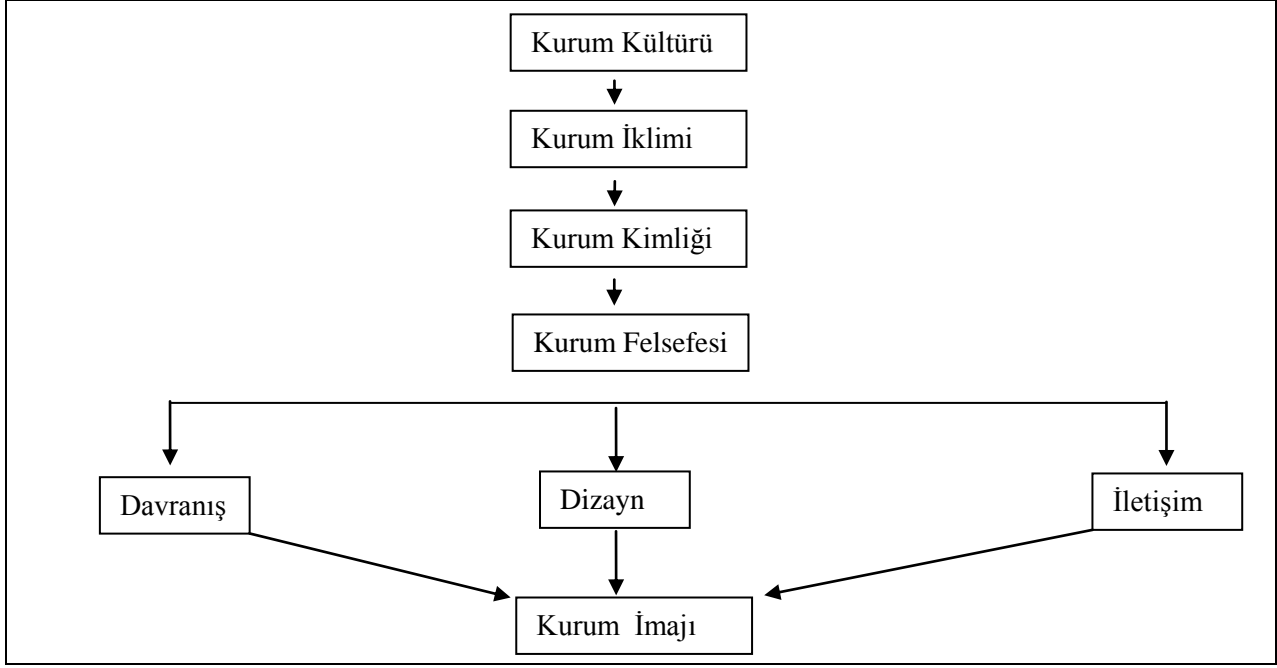 Kurum Kültürü
Kurum İklimi
Kurum Kimliği
Kurum Felsefesi
Davranış
Dizayn
İletişim
Kurum İmajı